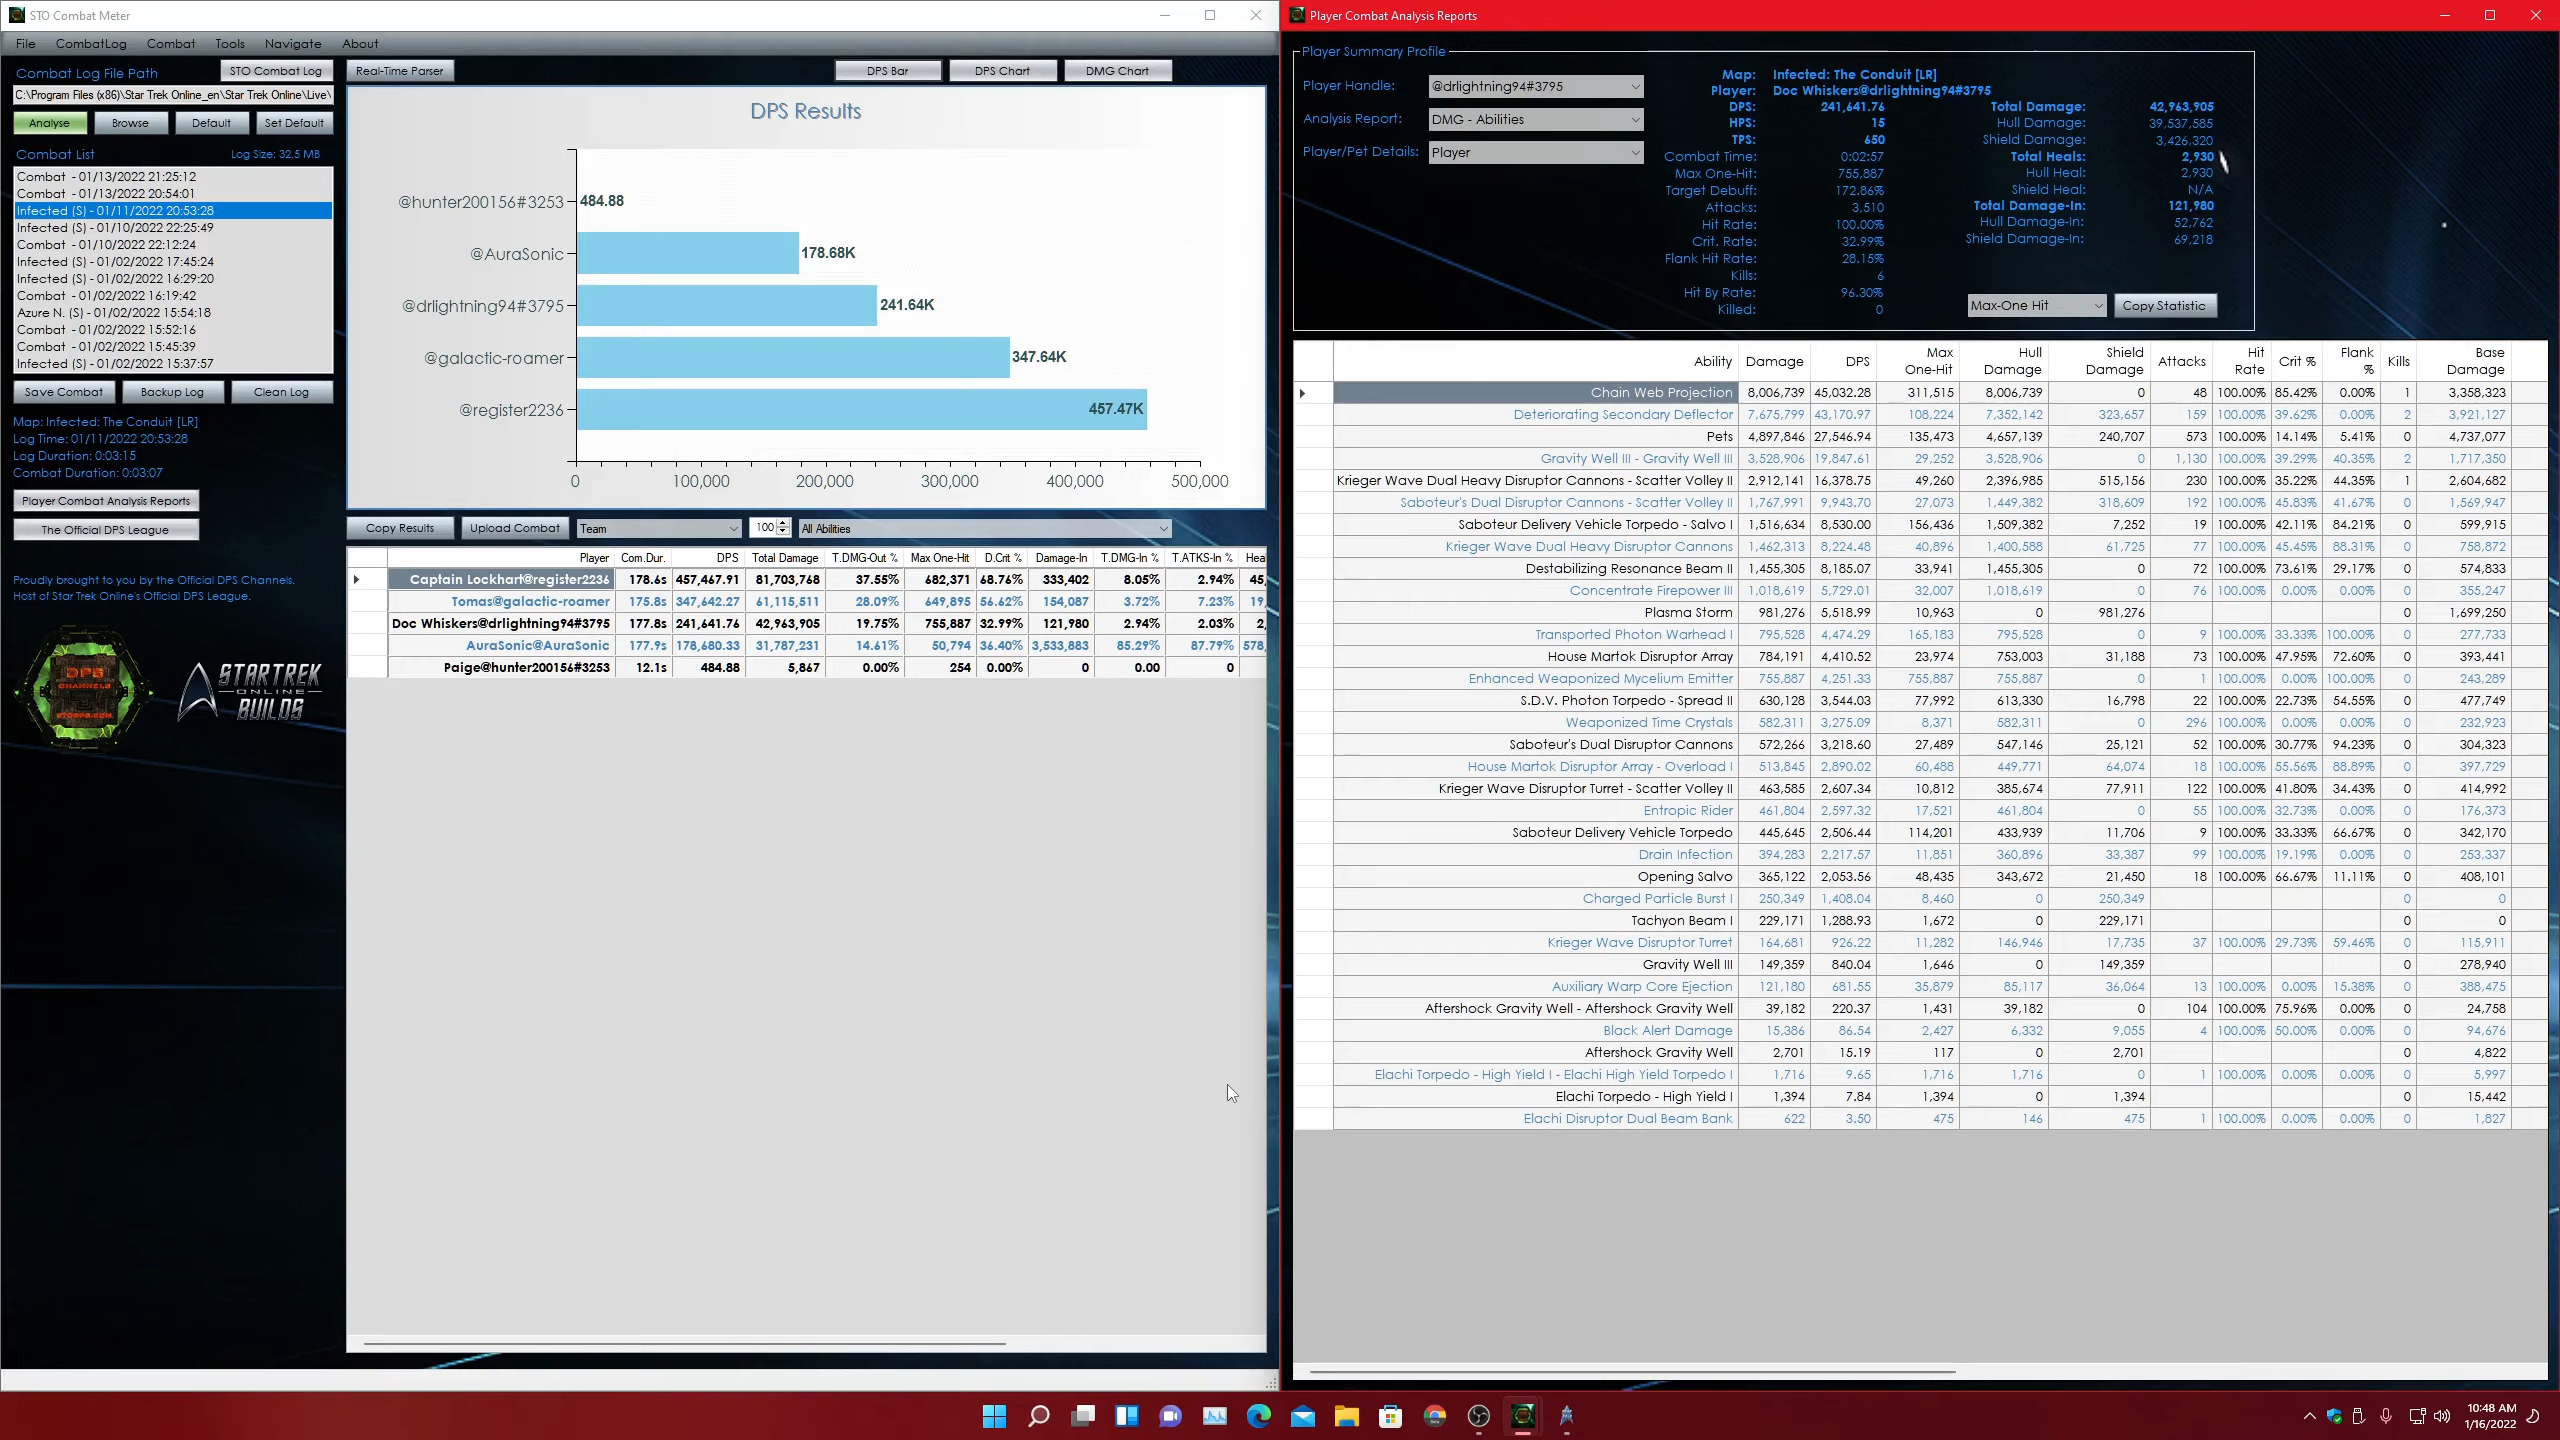 STO Combat Meter
File CombatLog Combat Tools Navigate About
Combat Log File Path STO Combat Log
C:\Program Files (x86)\Star Trek Online_en\Star Trek Online\Live\
Analyse Browse Default Set Default
Combat List Log Size: 32.5 MB
Combat - 01/13/2022 21:25:12
Combat - 01/13/2022 20:54:01
Infected (S) - 01/11/2022 20:53:28
Infected (S) - 01/10/2022 22:25:49
Combat - 01/10/2022 22:12:24
Infected (S) - 01/02/2022 17:45:24
Infected (S) - 01/02/2022 16:29:20
Combat - 01/02/2022 16:19:42
Azure N. (S) - 01/02/2022 15:54:18
Combat - 01/02/2022 15:52:16
Combat - 01/02/2022 15:45:39
Infected (S) - 01/02/2022 15:37:57
Save Combat Backup Log Clean Log
Map: Infected: The Conduit [LR]
Log Time: 01/11/2022 20:53:28
Log Duration: 0:03:15
Combat Duration: 0:03:07
Player Combat Analysis Reports
The Official DPS League
Proudly brought to you by the Official DPS Channels.
Host of Star Trek Online's Official DPS League.
DPS
CHANNELS
STODPS.COM
STAR TREK
ONLINE
BUILDS
Real-Time Parser DPS Bar DPS Chart DMG Chart
DPS Results
@hunter200156#3253 484.88
@AuraSonic 178.68K
@drlightning94#3795 241.64K
@galactic-roamer 347.64K
@register2236 457.47K
0 100,000 200,000 300,000 400,000 500,000
Copy Results Upload Combat Team 100 All Abilities
Player Com.Dur. DPS Total Damage T.DMG-Out % Max One-Hit D.Crit % Damage-In T.DMG-In % T.ATKS-In % Hea
Captain Lockhart@register2236 178.6s 457,467.91 81,703,768 37.55% 682,371 68.76% 333,402 8.05% 2.94% 45,
Tomas@galactic-roamer 175.8s 347,642.27 61,115,511 28.09% 649,895 56.62% 154,087 3.72% 7.23% 19,
Doc Whiskers@drlightning94#3795 177.8s 241,641.76 42,963,905 19.75% 755,887 32.99% 121,980 2.94% 2.03% 2,
AuraSonic@AuraSonic 177.9s 178,680.33 31,787,231 14.61% 50,794 36.40% 3,533,883 85.29% 87.79% 578,
Paige@hunter200156#3253 12.1s 484.88 5,867 0.00% 254 0.00% 0 0.00 0
Player Combat Analysis Reports
Player Summary Profile
Player Handle: @drlightning94#3795
Analysis Report: DMG - Abilities
Player/Pet Details: Player
Map: Infected: The Conduit [LR]
Player: Doc Whiskers@drlightning94#3795
DPS: 241,641.76 Total Damage: 42,963,905
HPS: 15 Hull Damage: 39,537,585
TPS: 650 Shield Damage: 3,426,320
Combat Time: 0:02:57 Total Heals: 2,930
Max One-Hit: 755,887 Hull Heal: 2,930
Target Debuff: 172.86% Shield Heal: N/A
Attacks: 3,510 Total Damage-In: 121,980
Hit Rate: 100.00% Hull Damage-In: 52,762
Crit. Rate: 32.99% Shield Damage-In: 69,218
Flank Hit Rate: 28.15%
Kills: 6
Hit By Rate: 96.30%
Killed: 0
Max-One Hit Copy Statistic
Ability Damage DPS Max One-Hit Hull Damage Shield Damage Attacks Hit Rate Crit % Flank % Kills Base Damage
Chain Web Projection 8,006,739 45,032.28 311,515 8,006,739 0 48 100.00% 85.42% 0.00% 1 3,358,323
Deteriorating Secondary Deflector 7,675,799 43,170.97 108,224 7,352,142 323,657 159 100.00% 39.62% 0.00% 2 3,921,127
Pets 4,897,846 27,546.94 135,473 4,657,139 240,707 573 100.00% 14.14% 5.41% 0 4,737,077
Gravity Well III - Gravity Well III 3,528,906 19,847.61 29,252 3,528,906 0 1,130 100.00% 39.29% 40.35% 2 1,717,350
Krieger Wave Dual Heavy Disruptor Cannons - Scatter Volley II 2,912,141 16,378.75 49,260 2,396,985 515,156 230 100.00% 35.22% 44.35% 1 2,604,682
Saboteur's Dual Disruptor Cannons - Scatter Volley II 1,767,991 9,943.70 27,073 1,449,382 318,609 192 100.00% 45.83% 41.67% 0 1,569,947
Saboteur Delivery Vehicle Torpedo - Salvo I 1,516,634 8,530.00 156,436 1,509,382 7,252 19 100.00% 42.11% 84.21% 0 599,915
Krieger Wave Dual Heavy Disruptor Cannons 1,462,313 8,224.48 40,896 1,400,588 61,725 77 100.00% 45.45% 88.31% 0 758,872
Destabilizing Resonance Beam II 1,455,305 8,185.07 33,941 1,455,305 0 72 100.00% 73.61% 29.17% 0 574,833
Concentrate Firepower III 1,018,619 5,729.01 32,007 1,018,619 0 76 100.00% 0.00% 0.00% 0 355,247
Plasma Storm 981,276 5,518.99 10,963 0 981,276 0 1,699,250
Transported Photon Warhead I 795,528 4,474.29 165,183 795,528 0 9 100.00% 33.33% 100.00% 0 277,733
House Martok Disruptor Array 784,191 4,410.52 23,974 753,003 31,188 73 100.00% 47.95% 72.60% 0 393,441
Enhanced Weaponized Mycelium Emitter 755,887 4,251.33 755,887 755,887 0 1 100.00% 0.00% 100.00% 0 243,289
S.D.V. Photon Torpedo - Spread II 630,128 3,544.03 77,992 613,330 16,798 22 100.00% 22.73% 54.55% 0 477,749
Weaponized Time Crystals 582,311 3,275.09 8,371 582,311 0 296 100.00% 0.00% 0.00% 0 232,923
Saboteur's Dual Disruptor Cannons 572,266 3,218.60 27,489 547,146 25,121 52 100.00% 30.77% 94.23% 0 304,323
House Martok Disruptor Array - Overload I 513,845 2,890.02 60,488 449,771 64,074 18 100.00% 55.56% 88.89% 0 397,729
Krieger Wave Disruptor Turret - Scatter Volley II 463,585 2,607.34 10,812 385,674 77,911 122 100.00% 41.80% 34.43% 0 414,992
Entropic Rider 461,804 2,597.32 17,521 461,804 0 55 100.00% 32.73% 0.00% 0 176,373
Saboteur Delivery Vehicle Torpedo 445,645 2,506.44 114,201 433,939 11,706 9 100.00% 33.33% 66.67% 0 342,170
Drain Infection 394,283 2,217.57 11,851 360,896 33,387 99 100.00% 19.19% 0.00% 0 253,337
Opening Salvo 365,122 2,053.56 48,435 343,672 21,450 18 100.00% 66.67% 11.11% 0 408,101
Charged Particle Burst I 250,349 1,408.04 8,460 0 250,349 0 0
Tachyon Beam I 229,171 1,288.93 1,672 0 229,171 0 0
Krieger Wave Disruptor Turret 164,681 926.22 11,282 146,946 17,735 37 100.00% 29.73% 59.46% 0 115,911
Gravity Well III 149,359 840.04 1,646 0 149,359 0 278,940
Auxiliary Warp Core Ejection 121,180 681.55 35,879 85,117 36,064 13 100.00% 0.00% 15.38% 0 388,475
Aftershock Gravity Well - Aftershock Gravity Well 39,182 220.37 1,431 39,182 0 104 100.00% 75.96% 0.00% 0 24,758
Black Alert Damage 15,386 86.54 2,427 6,332 9,055 4 100.00% 50.00% 0.00% 0 94,676
Aftershock Gravity Well 2,701 15.19 117 0 2,701 0 4,822
Elachi Torpedo - High Yield I - Elachi High Yield Torpedo I 1,716 9.65 1,716 1,716 0 1 100.00% 0.00% 0.00% 0 5,997
Elachi Torpedo - High Yield I 1,394 7.84 1,394 0 1,394 0 15,442
Elachi Disruptor Dual Beam Bank 622 3.50 475 146 475 1 100.00% 0.00% 0.00% 0 1,827
10:48 AM
1/16/2022